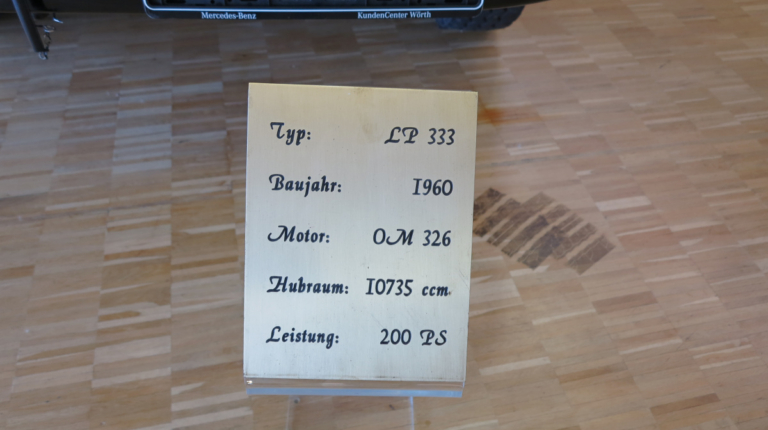 Mercedes-Benz KundenCenter Wörth
Typ: LP 333
Baujahr: 1960
Motor: OM 326
Hubraum: 10735 ccm
Leistung: 200 PS